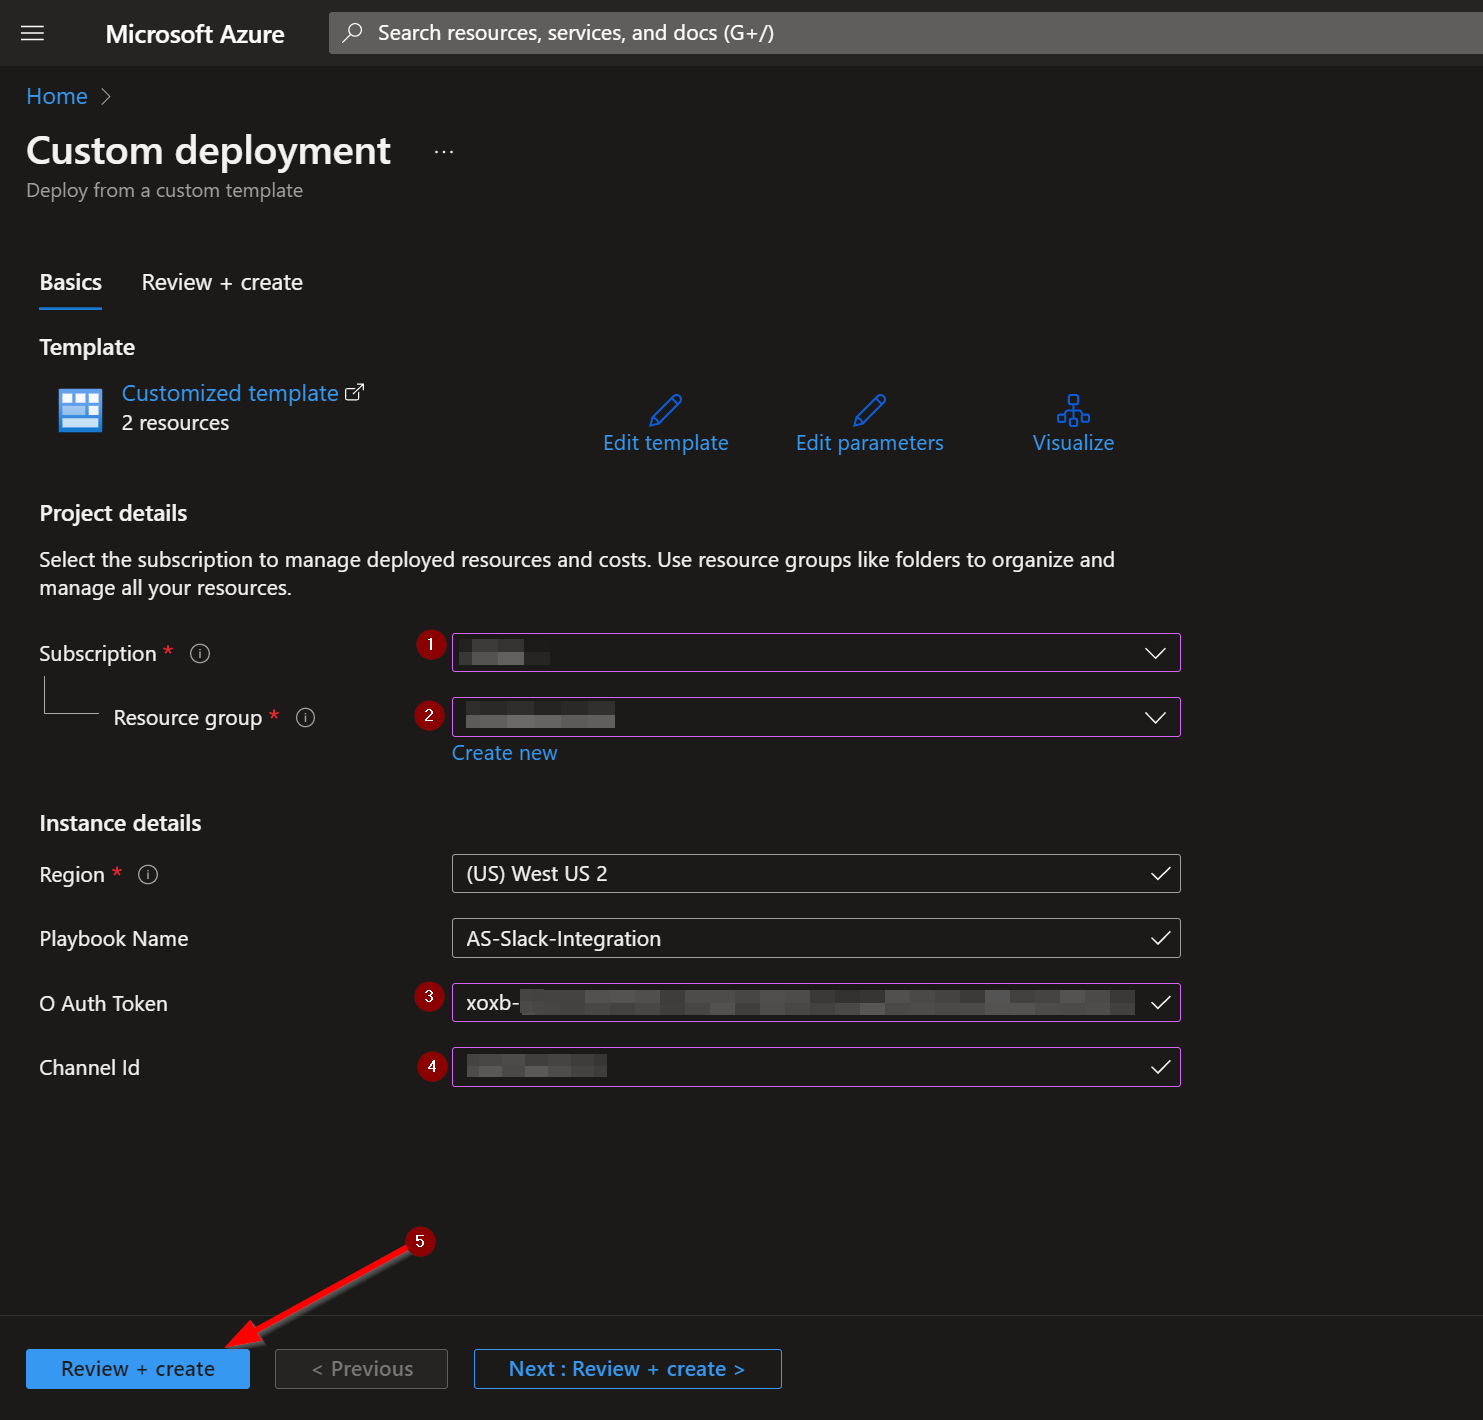 Microsoft Azure
Search resources, services, and docs (G+/)
Home
Custom deployment ...
Deploy from a custom template
Basics Review + create
Template
Customized template
2 resources
Edit template Edit parameters Visualize
Project details
Select the subscription to manage deployed resources and costs. Use resource groups like folders to organize and
manage all your resources.
Subscription * 1
Resource group * 2
Create new
Instance details
Region * (US) West US 2
Playbook Name AS-Slack-Integration
O Auth Token 3 xoxb-
Channel Id 4
5
Review + create < Previous Next : Review + create >